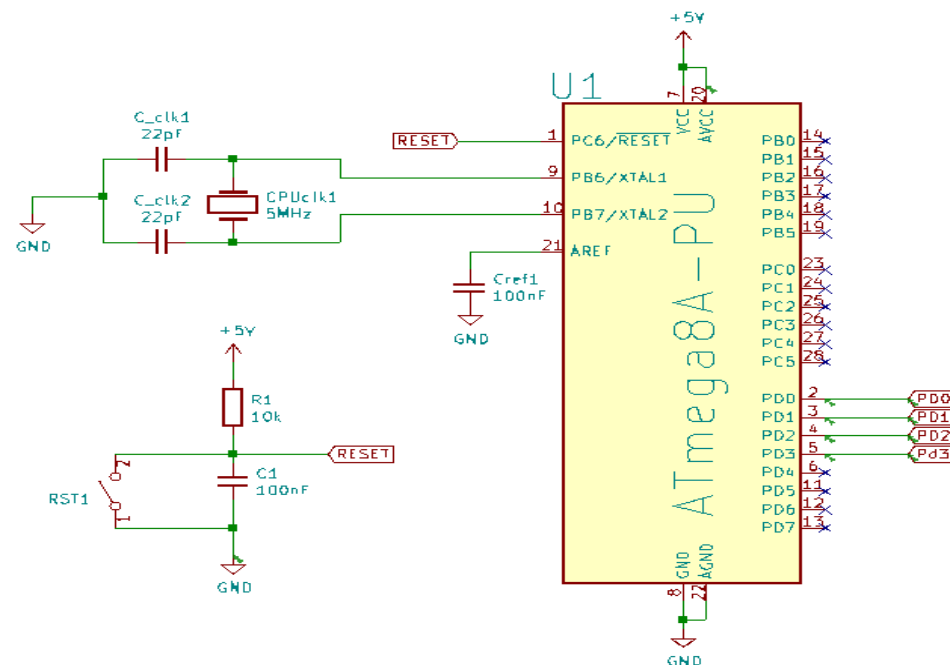 +5V
U1
C_clk1
22pF
C_clk2
22pF
CPUclk1
5MHz
GND
RESET
1 PC6/RESET
9 PB6/XTAL1
10 PB7/XTAL2
21 AREF
Cref1
100nF
GND
7 VCC
20 AVCC
ATmega8A-PU
PB0 14
PB1 15
PB2 16
PB3 17
PB4 18
PB5 19
PC0 23
PC1 24
PC2 25
PC3 26
PC4 27
PC5 28
PD0 2 PD0
PD1 3 PD1
PD2 4 PD2
PD3 5 Pd3
PD4 6
PD5 11
PD6 12
PD7 13
GND 8
AGND 22
GND
+5V
R1
10k
RESET
C1
100nF
RST1
2
1
GND